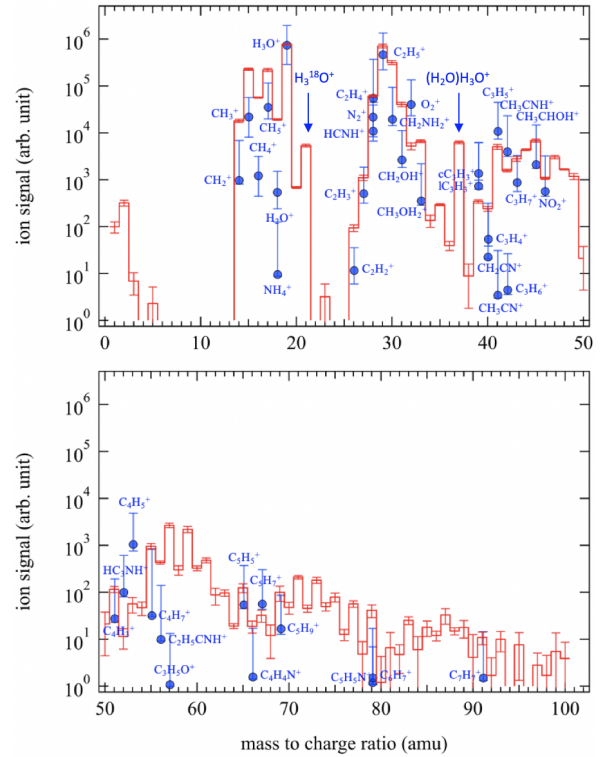 ion signal (arb. unit)
10⁶
10⁵
10⁴
10³
10²
10¹
10⁰
H₃O⁺
C₂H₅⁺
H₃¹⁸O⁺
(H₂O)H₃O⁺
C₂H₄⁺
O₂⁺
C₃H₅⁺
CH₃CNH⁺
CH₃⁺
N₂⁺
CH₃CHOH⁺
CH₅⁺
HCNH⁺
CH₂NH₂⁺
CH₄⁺
CH₂⁺
C₂H₃⁺
CH₂OH⁺
cC₃H₃⁺
lC₃H₃⁺
H₂O⁺
CH₃OH₂⁺
C₃H₇⁺
NO₂⁺
C₃H₄⁺
NH₄⁺
C₂H₂⁺
CH₂CN⁺
C₃H₆⁺
CH₃CN⁺
0 10 20 30 40 50
ion signal (arb. unit)
10⁶
10⁵
10⁴
10³
10²
10¹
10⁰
C₄H₅⁺
HC₃NH⁺
C₅H₅⁺
C₅H₇⁺
C₄H₇⁺
C₅H₉⁺
C₂H₅CNH⁺
C₃H₅O⁺
C₄H₄N⁺
C₅H₅N⁺
C₆H₇⁺
C₇H₇⁺
50 60 70 80 90 100
mass to charge ratio (amu)